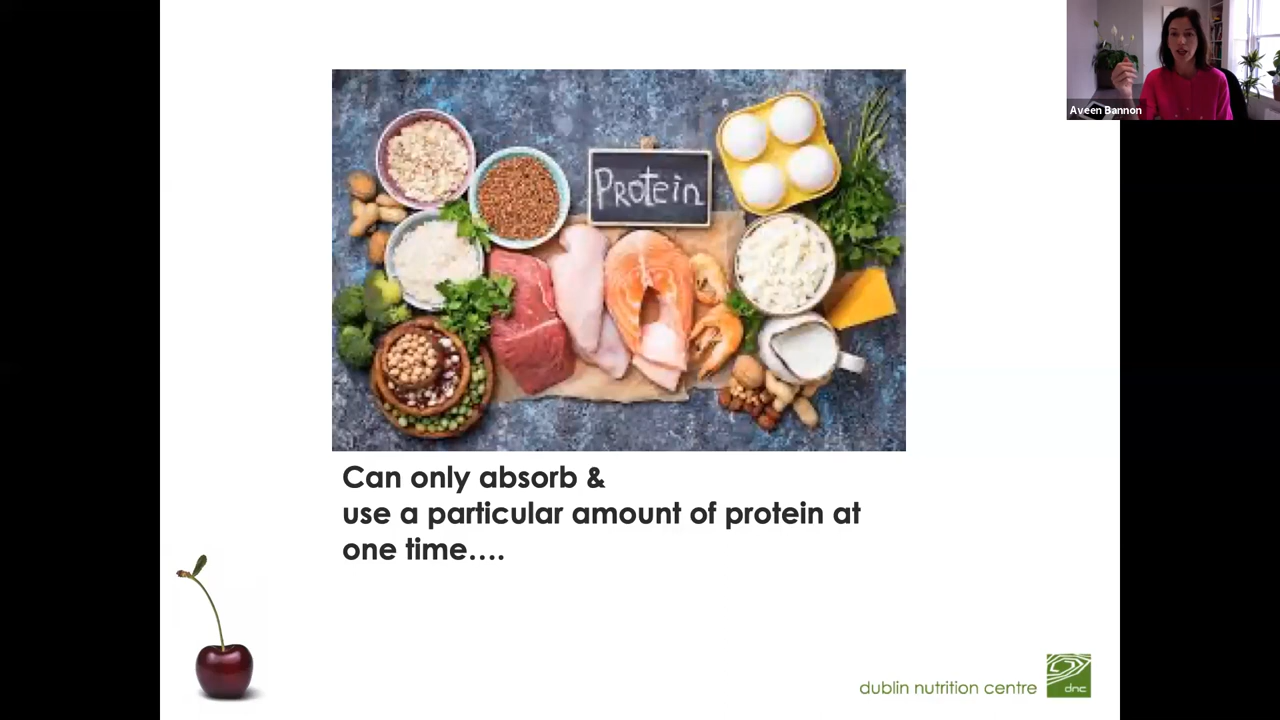 Aveen Bannon
Protein
Can only absorb &
use a particular amount of protein at
one time....
dublin nutrition centre
dnc